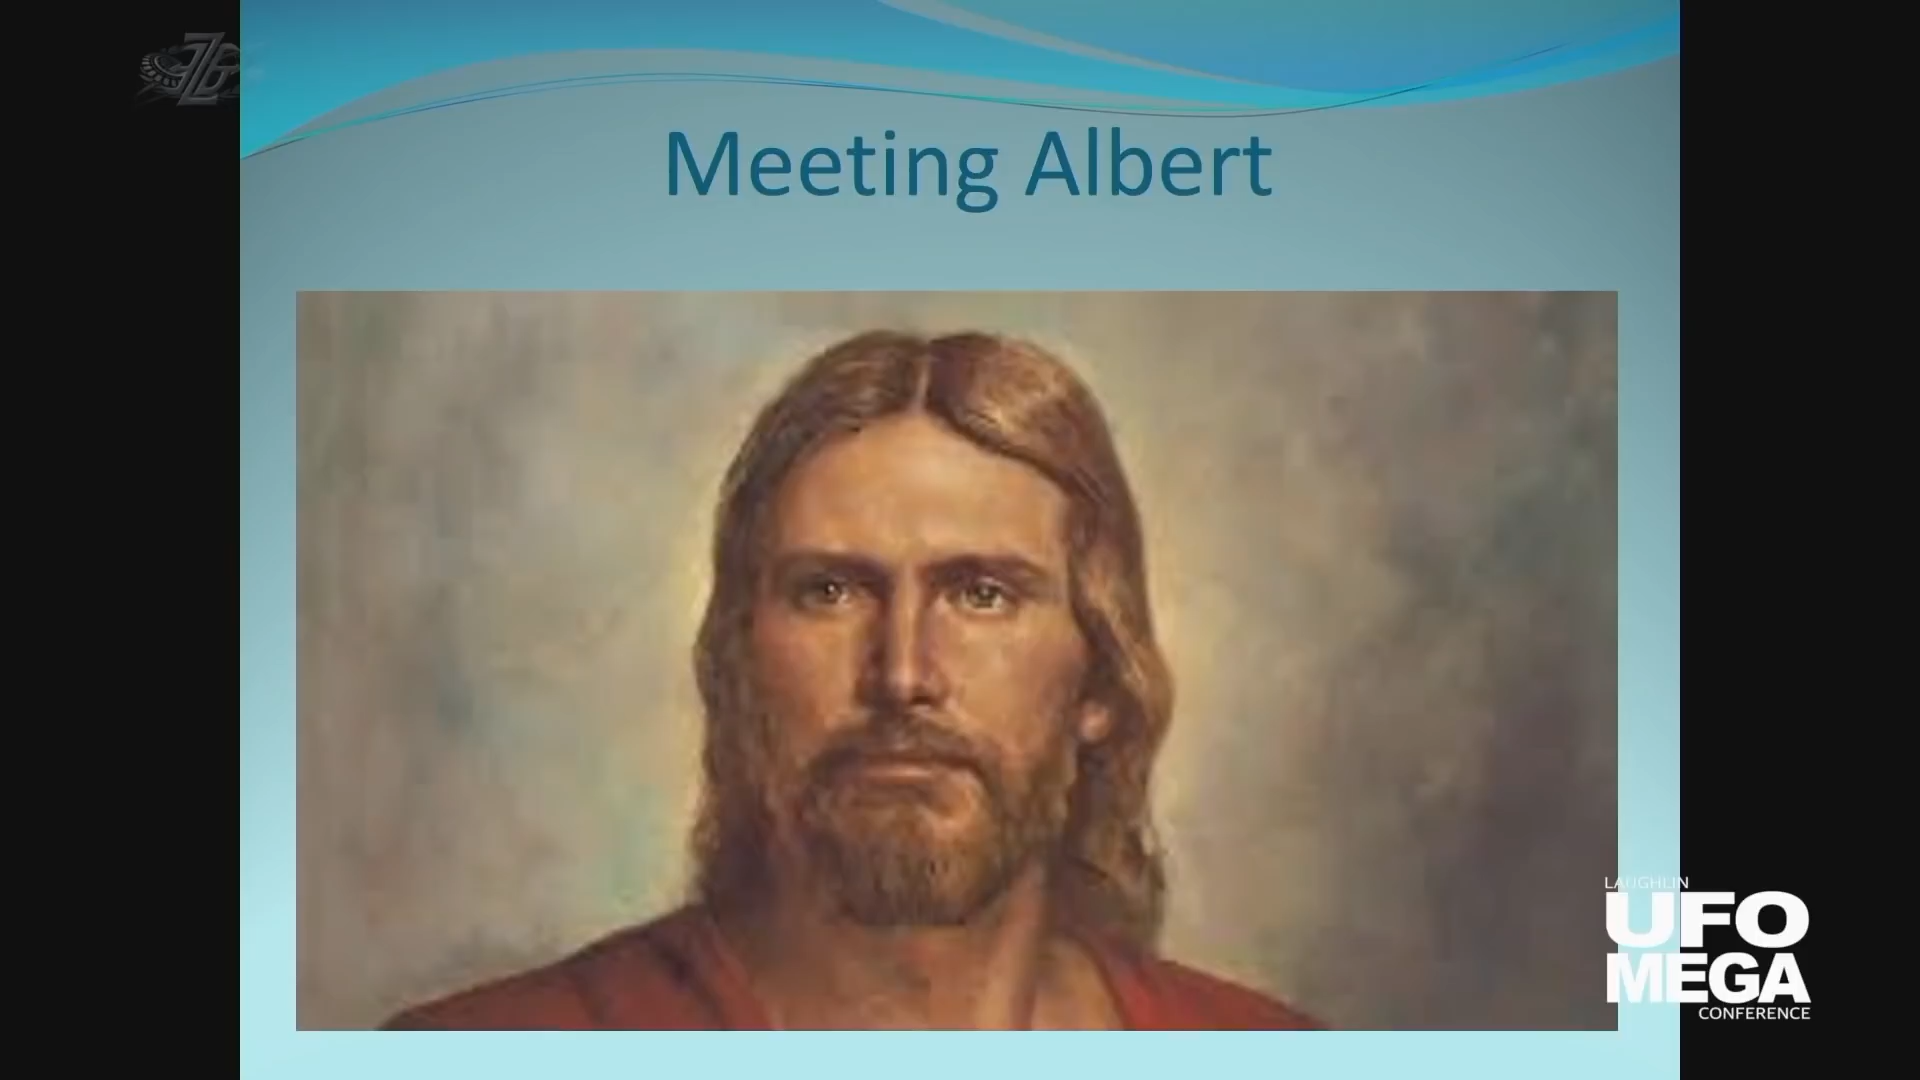 Meeting Albert
LAUGHLIN
UFO
MEGA
CONFERENCE